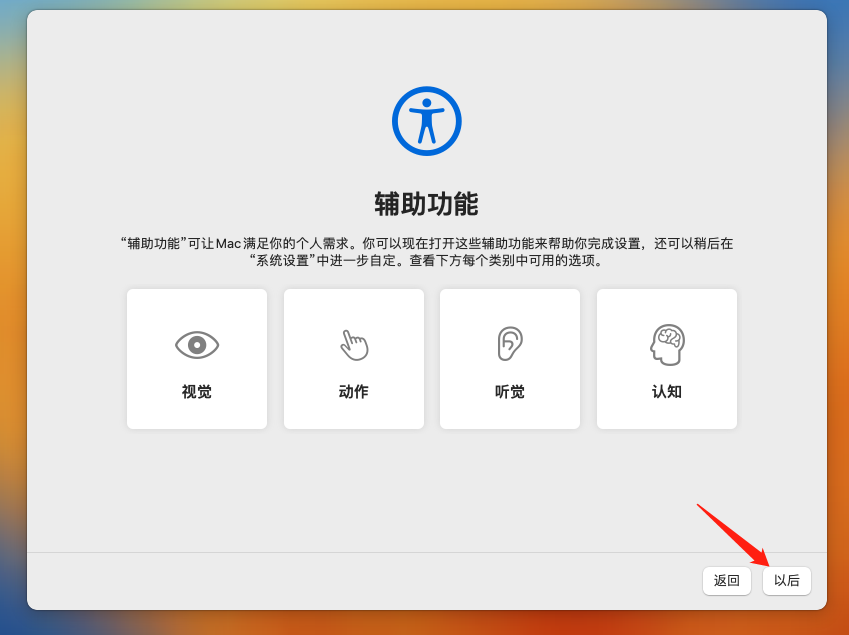 辅助功能
“辅助功能”可让 Mac 满足你的个人需求。你可以现在打开这些辅助功能来帮助你完成设置，还可以稍后在
“系统设置”中进一步自定。查看下方每个类别中可用的选项。
视觉
动作
听觉
认知
返回
以后